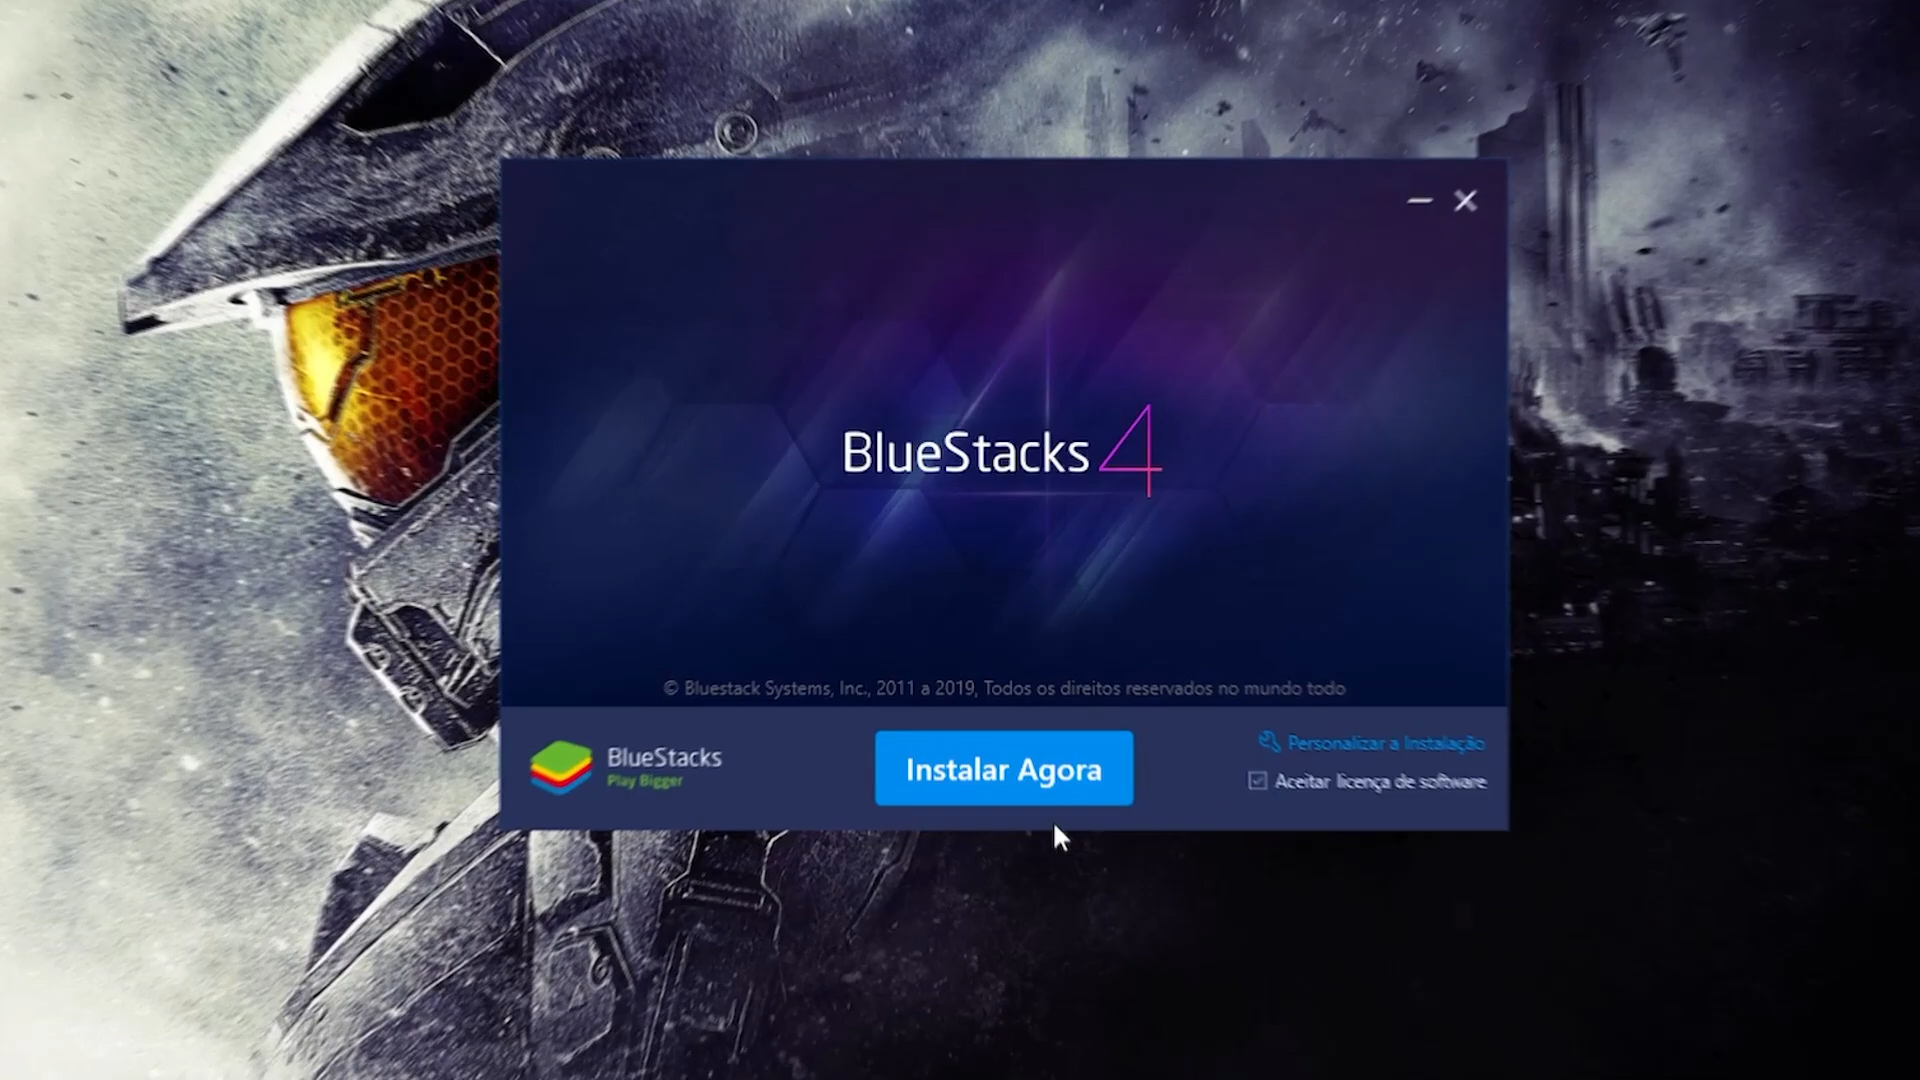 BlueStacks 4
© Bluestack Systems, Inc., 2011 a 2019, Todos os direitos reservados no mundo todo
BlueStacks
Play Bigger
Instalar Agora
Personalizar a Instalação
Aceitar licença de software